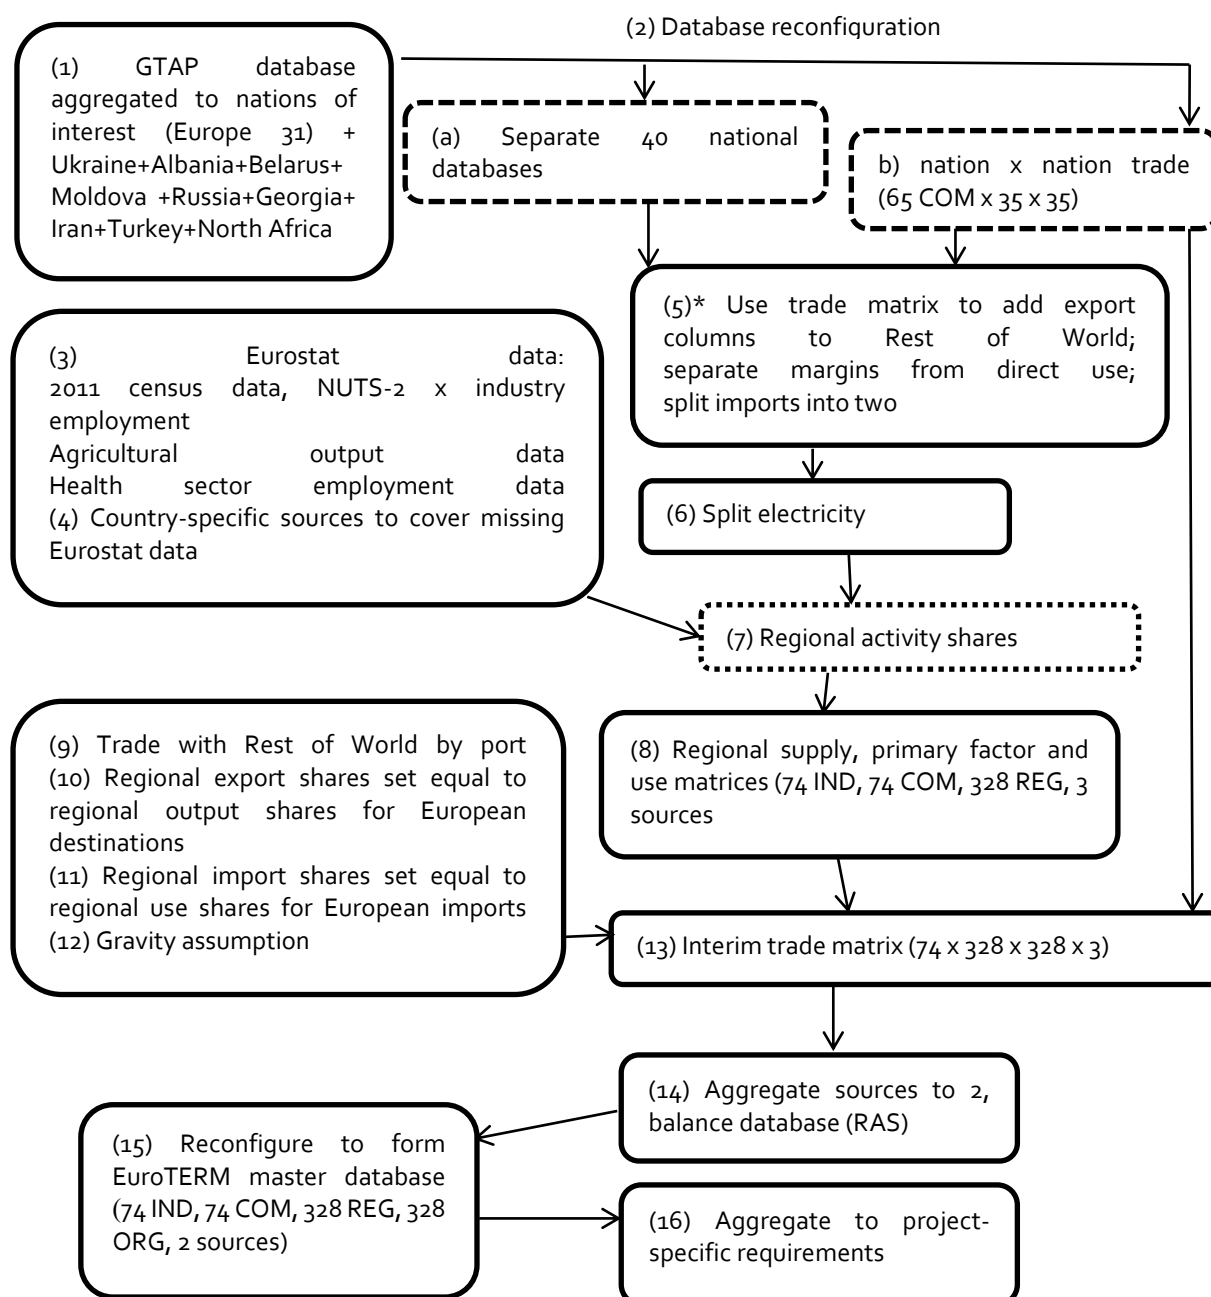 (2) Database reconfiguration
(1) GTAP database
aggregated to nations of
interest (Europe 31) +
Ukraine+Albania+Belarus+
Moldova +Russia+Georgia+
Iran+Turkey+North Africa
(a) Separate 40 national
databases
b) nation x nation trade
(65 COM x 35 x 35)
(5)* Use trade matrix to add export
columns to Rest of World;
separate margins from direct use;
split imports into two
(3) Eurostat data:
2011 census data, NUTS-2 x industry
employment
Agricultural output data
Health sector employment data
(4) Country-specific sources to cover missing
Eurostat data
(6) Split electricity
(7) Regional activity shares
(8) Regional supply, primary factor and
use matrices (74 IND, 74 COM, 328 REG, 3
sources
(9) Trade with Rest of World by port
(10) Regional export shares set equal to
regional output shares for European
destinations
(11) Regional import shares set equal to
regional use shares for European imports
(12) Gravity assumption
(13) Interim trade matrix (74 x 328 x 328 x 3)
(14) Aggregate sources to 2,
balance database (RAS)
(15) Reconfigure to form
EuroTERM master database
(74 IND, 74 COM, 328 REG, 328
ORG, 2 sources)
(16) Aggregate to project-
specific requirements